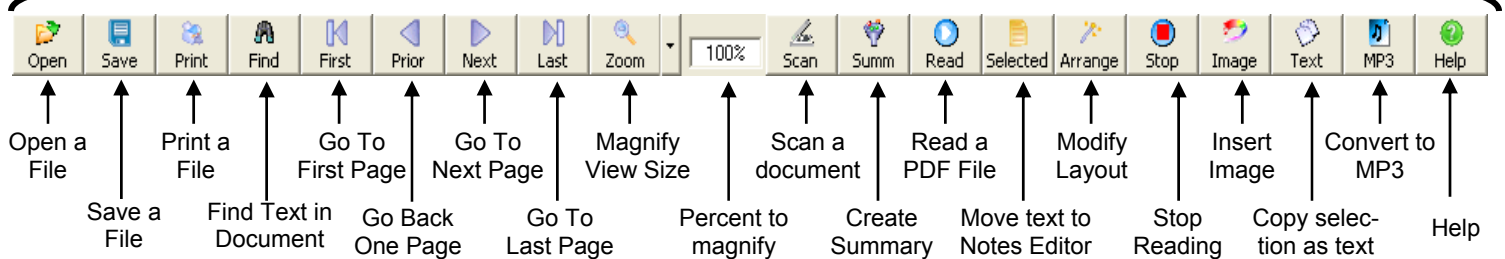 Open Save Print Find First Prior Next Last Zoom 100% Scan Summ Read Selected Arrange Stop Image Text MP3 Help
Open a
File
Print a
File
Go To
First Page
Go To
Next Page
Magnify
View Size
Scan a
document
Read a
PDF File
Modify
Layout
Insert
Image
Convert to
MP3
Save a
File
Find Text in
Document
Go Back
One Page
Go To
Last Page
Percent to
magnify
Create
Summary
Move text to
Notes Editor
Stop
Reading
Copy selec-
tion as text
Help